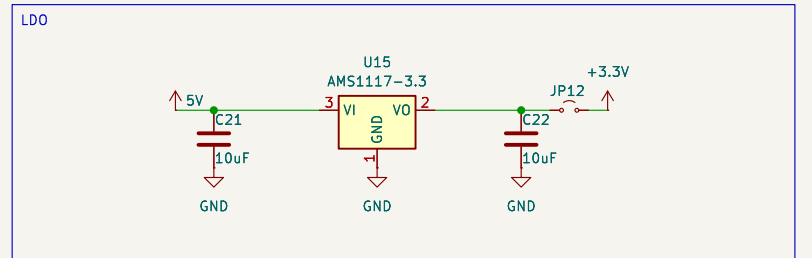 LDO
U15
AMS1117-3.3
+3.3V
JP12
5V
3
VI
VO
2
C21
GND
C22
1
10uF
10uF
GND
GND
GND